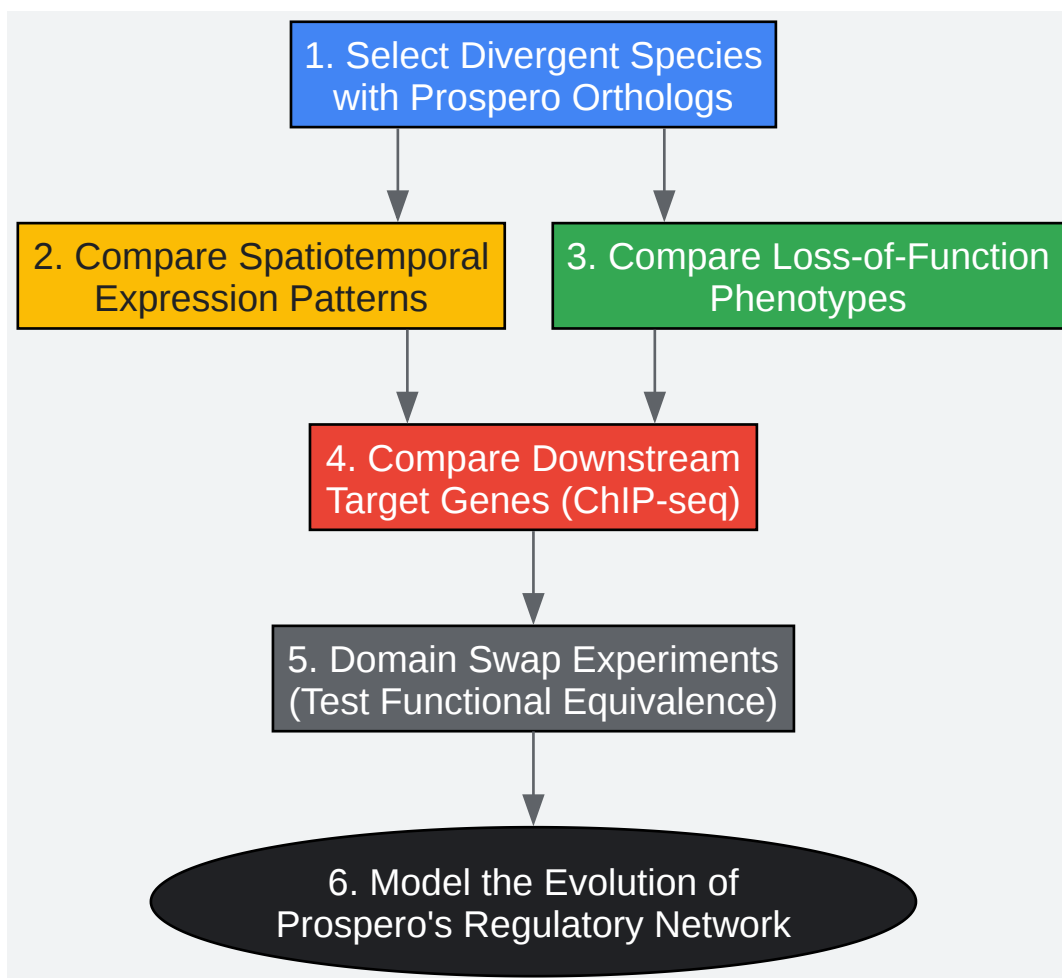 1. Select Divergent Species
with Prospero Orthologs
2. Compare Spatiotemporal
Expression Patterns
3. Compare Loss-of-Function
Phenotypes
4. Compare Downstream
Target Genes (ChIP-seq)
5. Domain Swap Experiments
(Test Functional Equivalence)
6. Model the Evolution of
Prospero's Regulatory Network